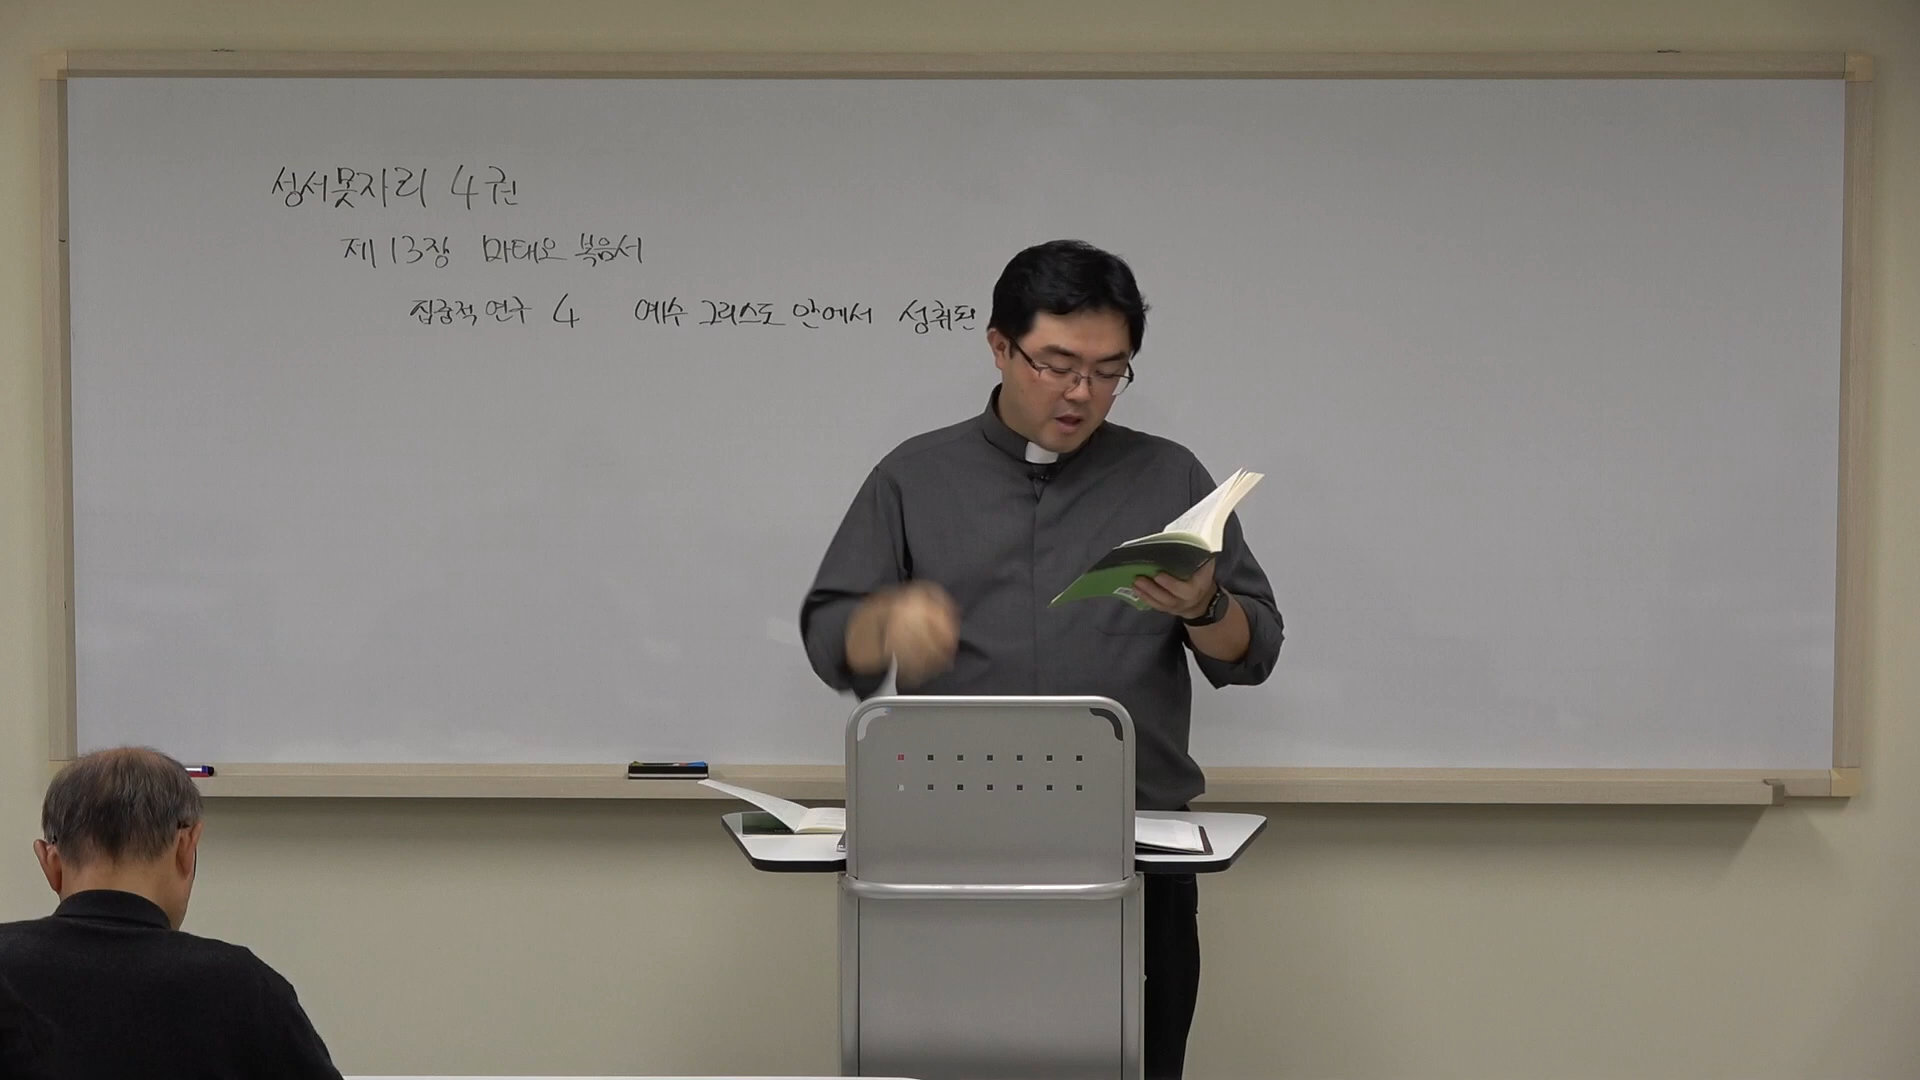 성서못자리 4권
제13장 마태오 복음서
집중적 연구 4 예수 그리스도 안에서 성취된